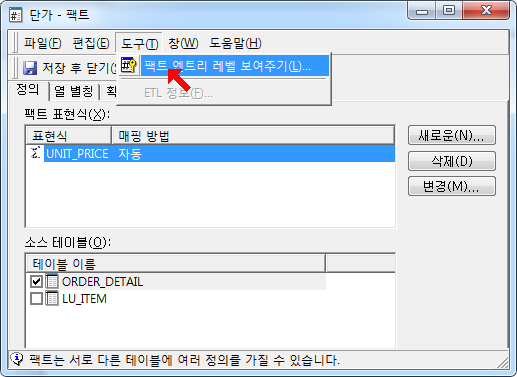 단가 - 팩트
파일(F) 편집(E) 도구(T) 창(W) 도움말(H)
저장 후 닫기(
팩트 엔트리 레벨 보여주기(L)...
ETL 정보(F)...
정의 열 별칭
팩트 표현식(X):
표현식 매핑 방법
UNIT_PRICE 자동
새로운(N)...
삭제(D)
변경(M)...
소스 테이블(O):
테이블 이름
ORDER_DETAIL
LU_ITEM
팩트는 서로 다른 테이블에 여러 정의를 가질 수 있습니다.